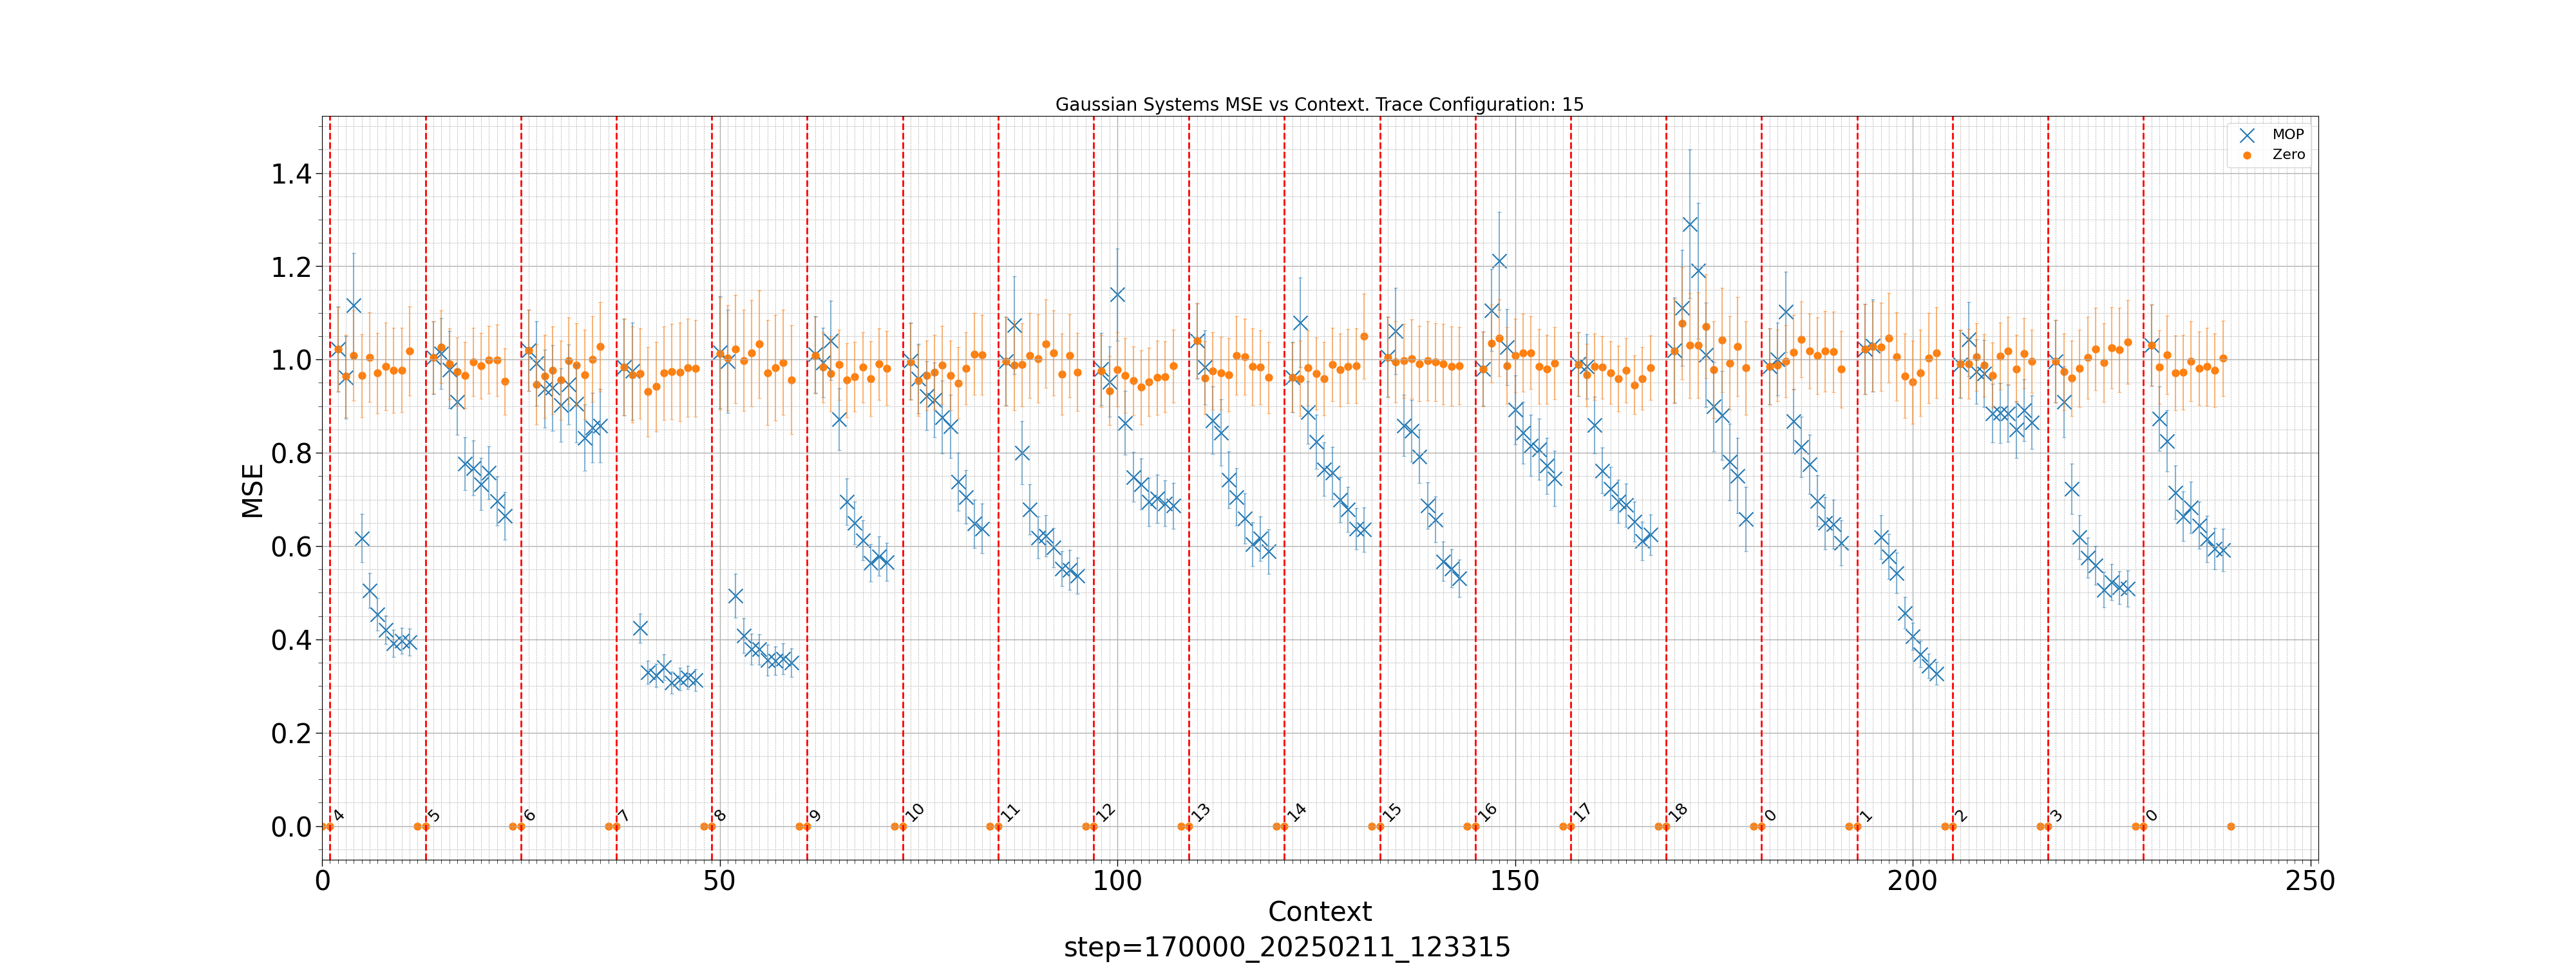 Gaussian Systems MSE vs Context. Trace Configuration: 15
MOP
Zero
1.4
1.2
1.0
0.8
0.6
0.4
0.2
0.0
MSE
4 5 6 7 8 9 10 11 12 13 14 15 16 17 18 0 1 2 3 0
0 50 100 150 200 250
Context
step=170000_20250211_123315